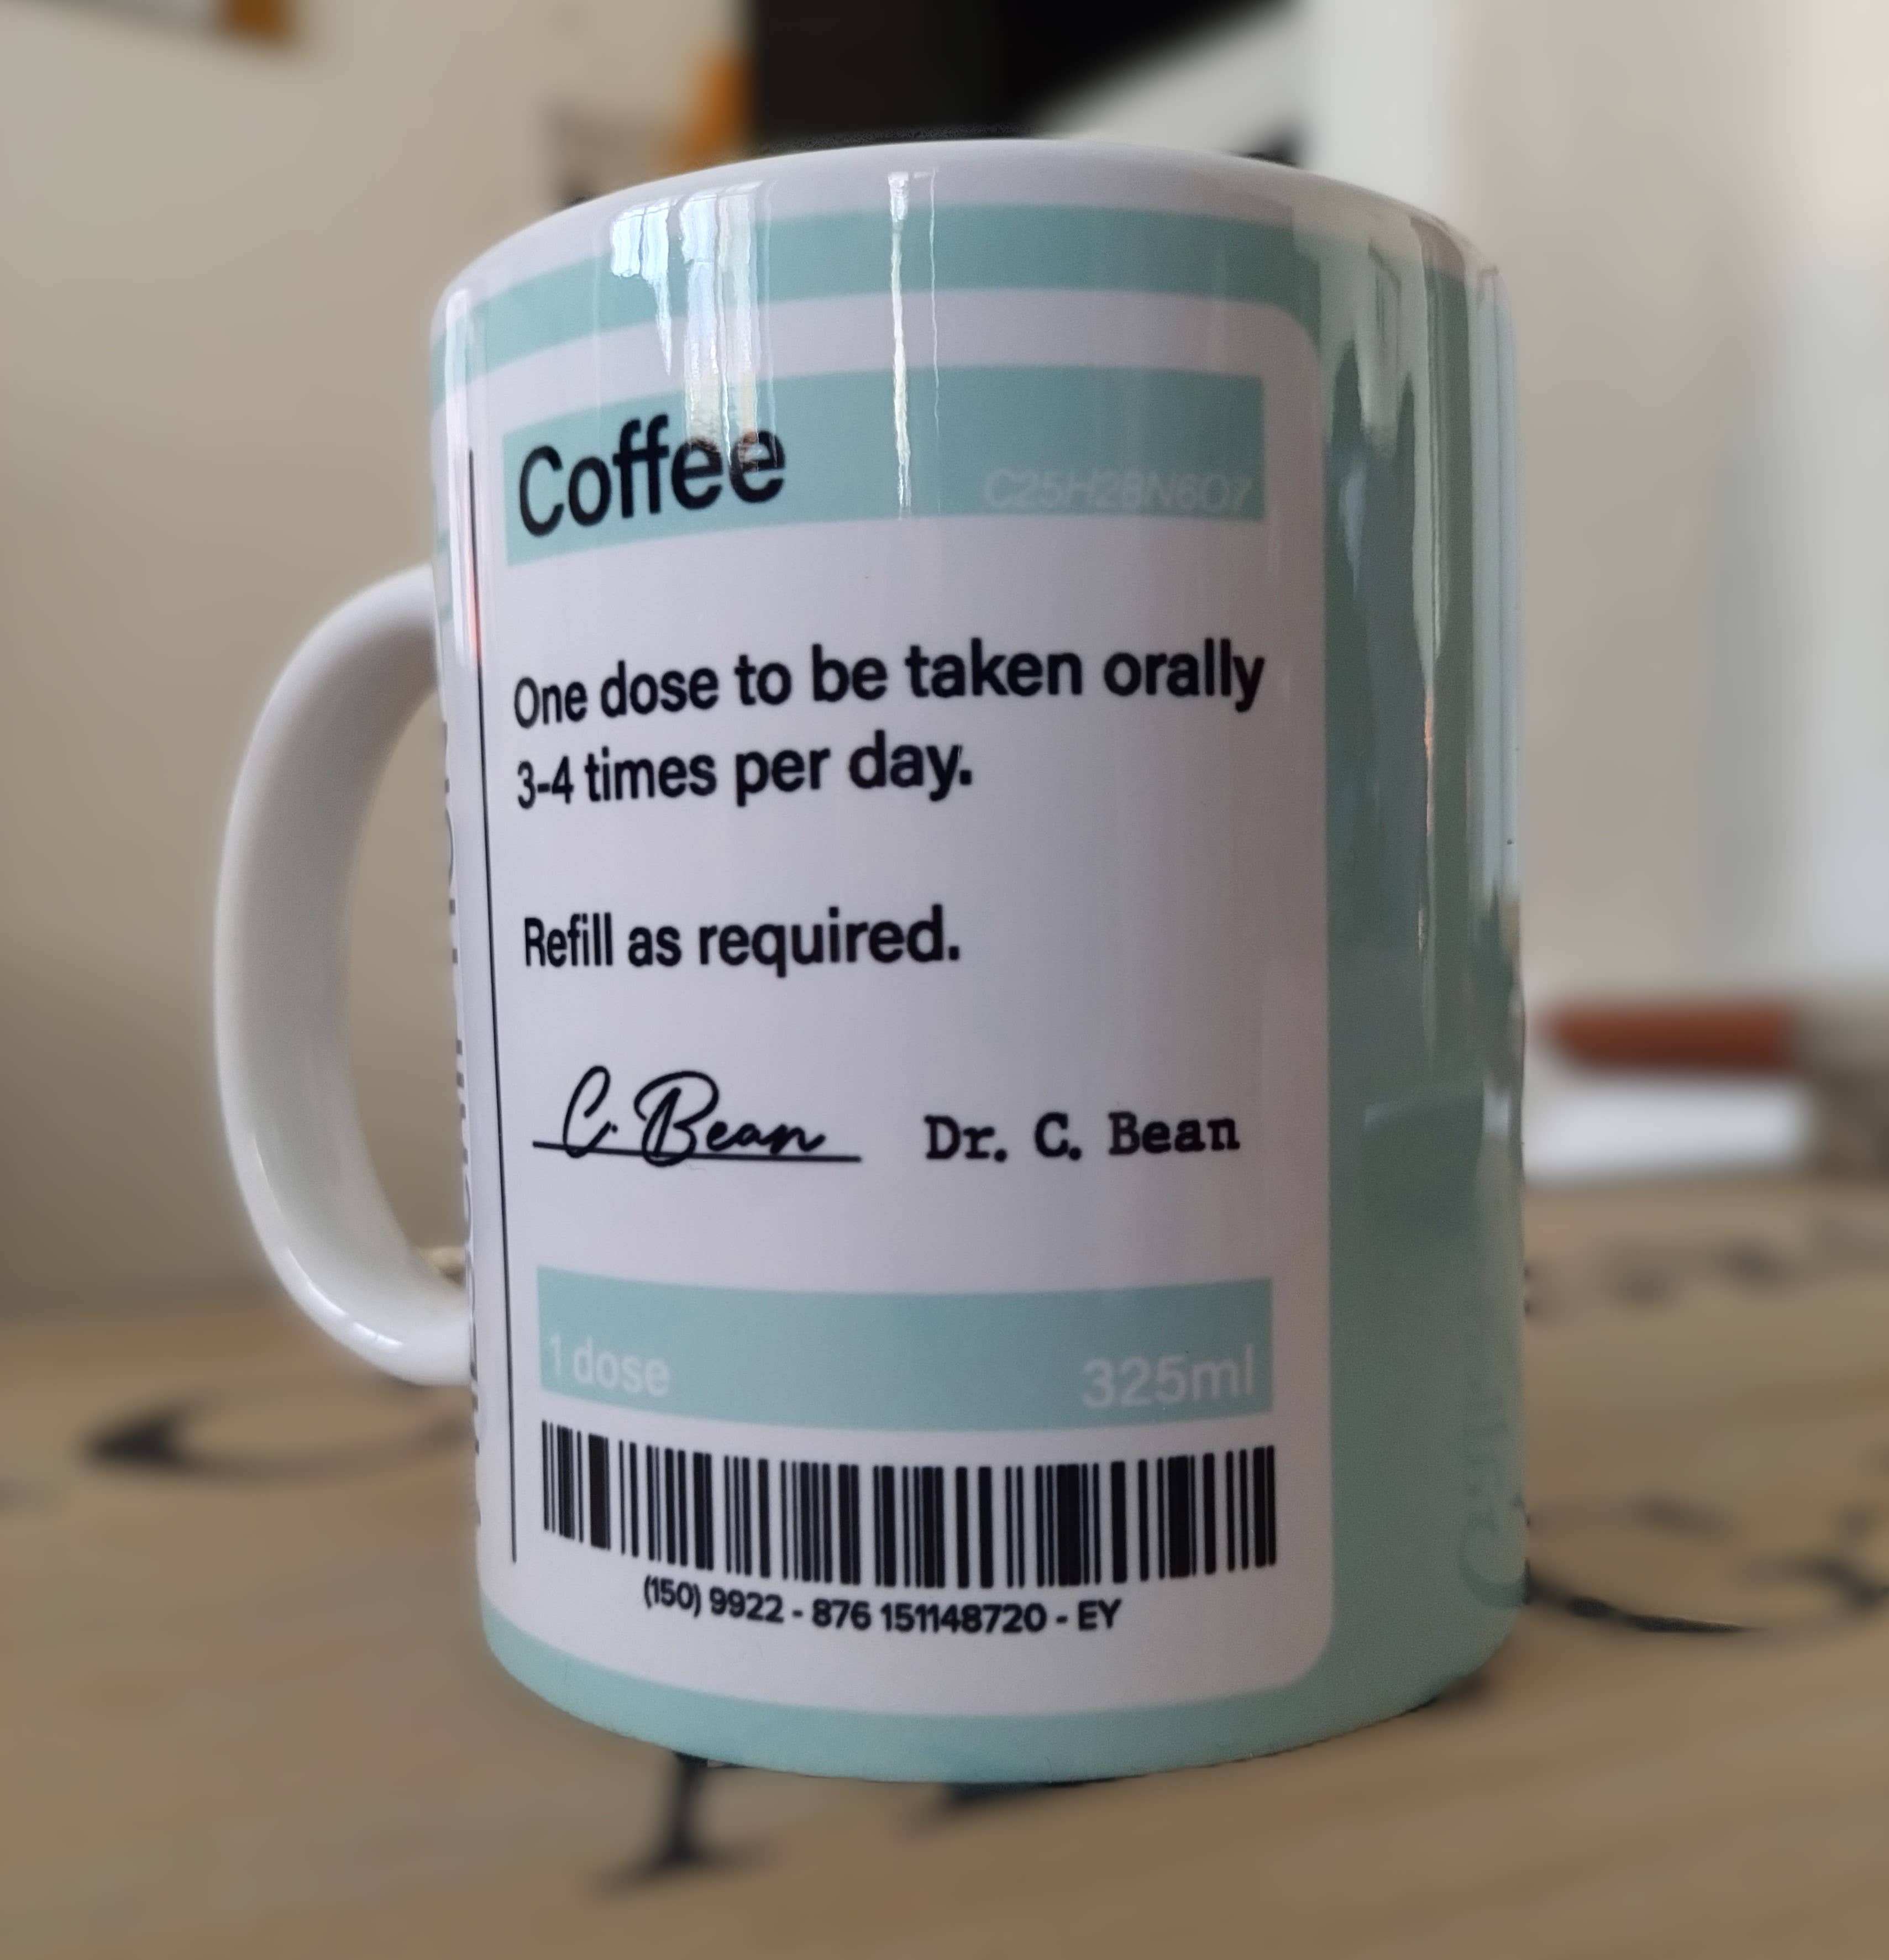 Coffee
C25H28N6O7
One dose to be taken orally
3-4 times per day.
Refill as required.
C. Bean
Dr. C. Bean
1 dose
325ml
(150) 9922 - 876 151148720 - EY